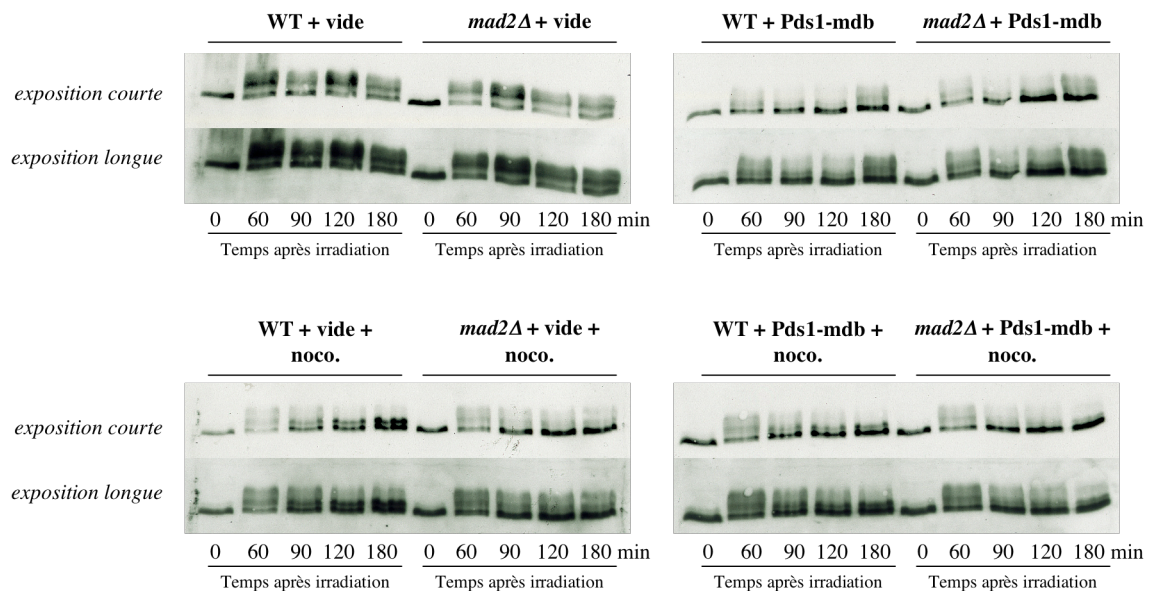 WT + vide mad2Δ + vide WT + Pds1-mdb mad2Δ + Pds1-mdb
exposition courte
exposition longue
0 60 90 120 180 0 60 90 120 180 min 0 60 90 120 180 0 60 90 120 180 min
Temps après irradiation Temps après irradiation Temps après irradiation Temps après irradiation
WT + vide + mad2Δ + vide + WT + Pds1-mdb + mad2Δ + Pds1-mdb +
noco. noco. noco. noco.
exposition courte
exposition longue
0 60 90 120 180 0 60 90 120 180 min 0 60 90 120 180 0 60 90 120 180 min
Temps après irradiation Temps après irradiation Temps après irradiation Temps après irradiation